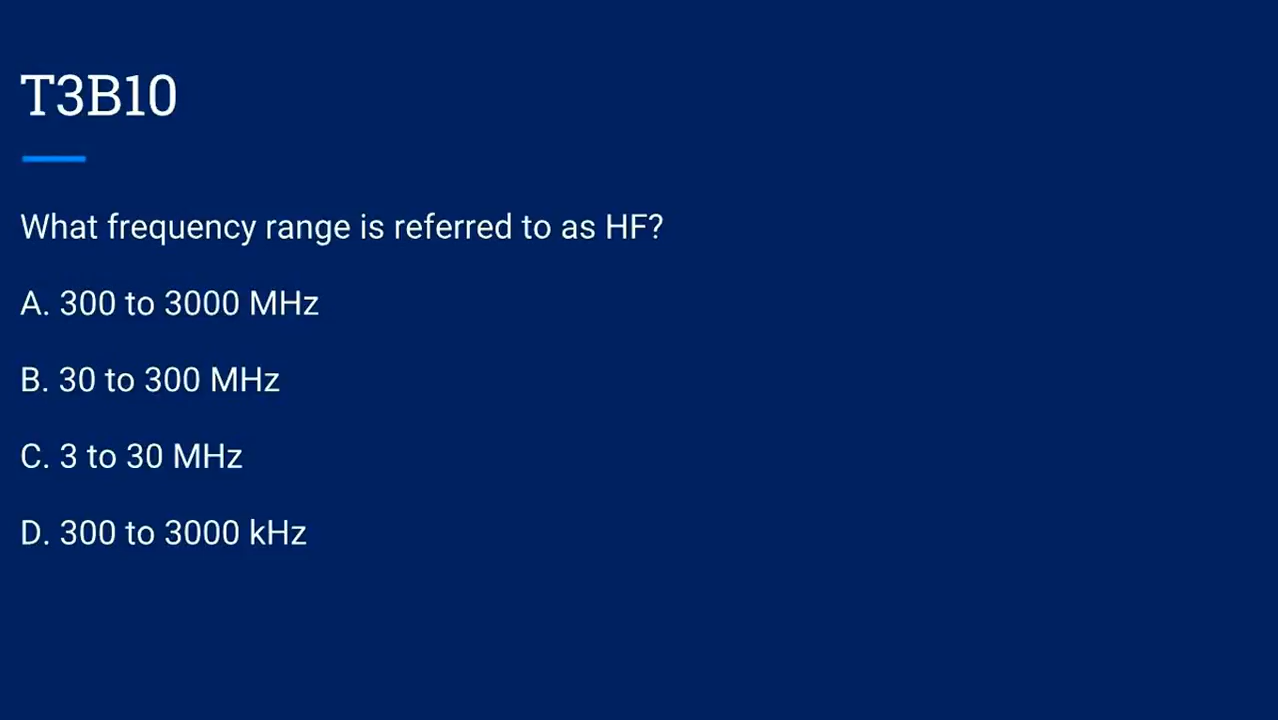 T3B10
What frequency range is referred to as HF?
A. 300 to 3000 MHz
B. 30 to 300 MHz
C. 3 to 30 MHz
D. 300 to 3000 kHz